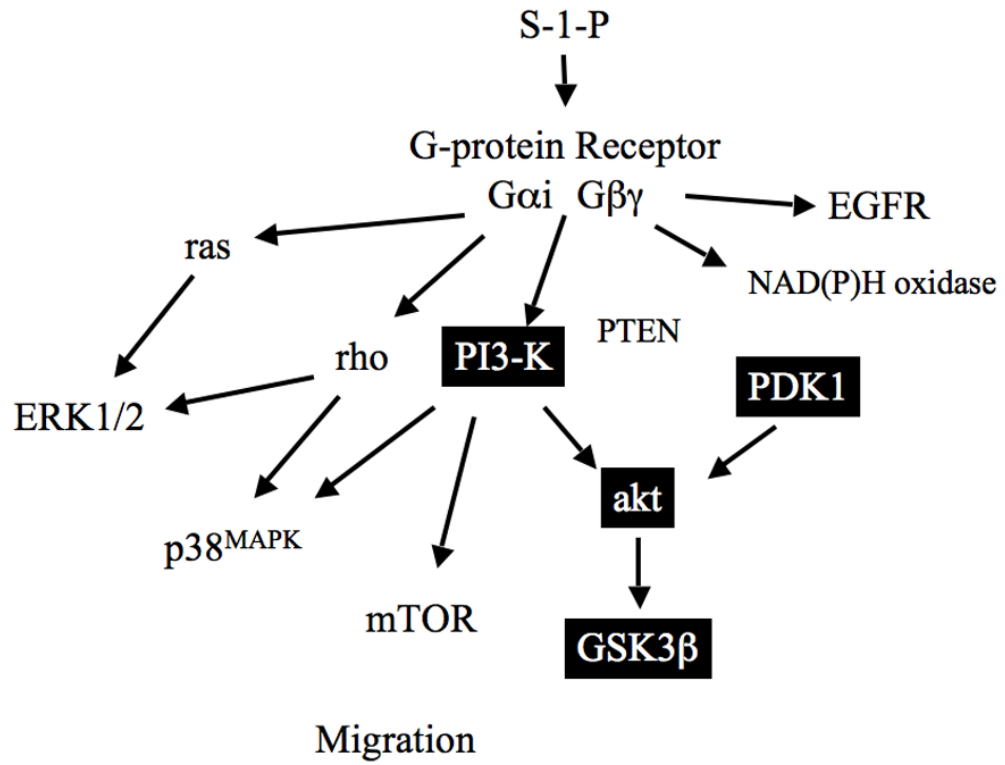 S-1-P
G-protein Receptor
Gαi Gβγ
EGFR
ras
NAD(P)H oxidase
PTEN
rho
PI3-K
PDK1
ERK1/2
akt
p38MAPK
mTOR
GSK3β
Migration